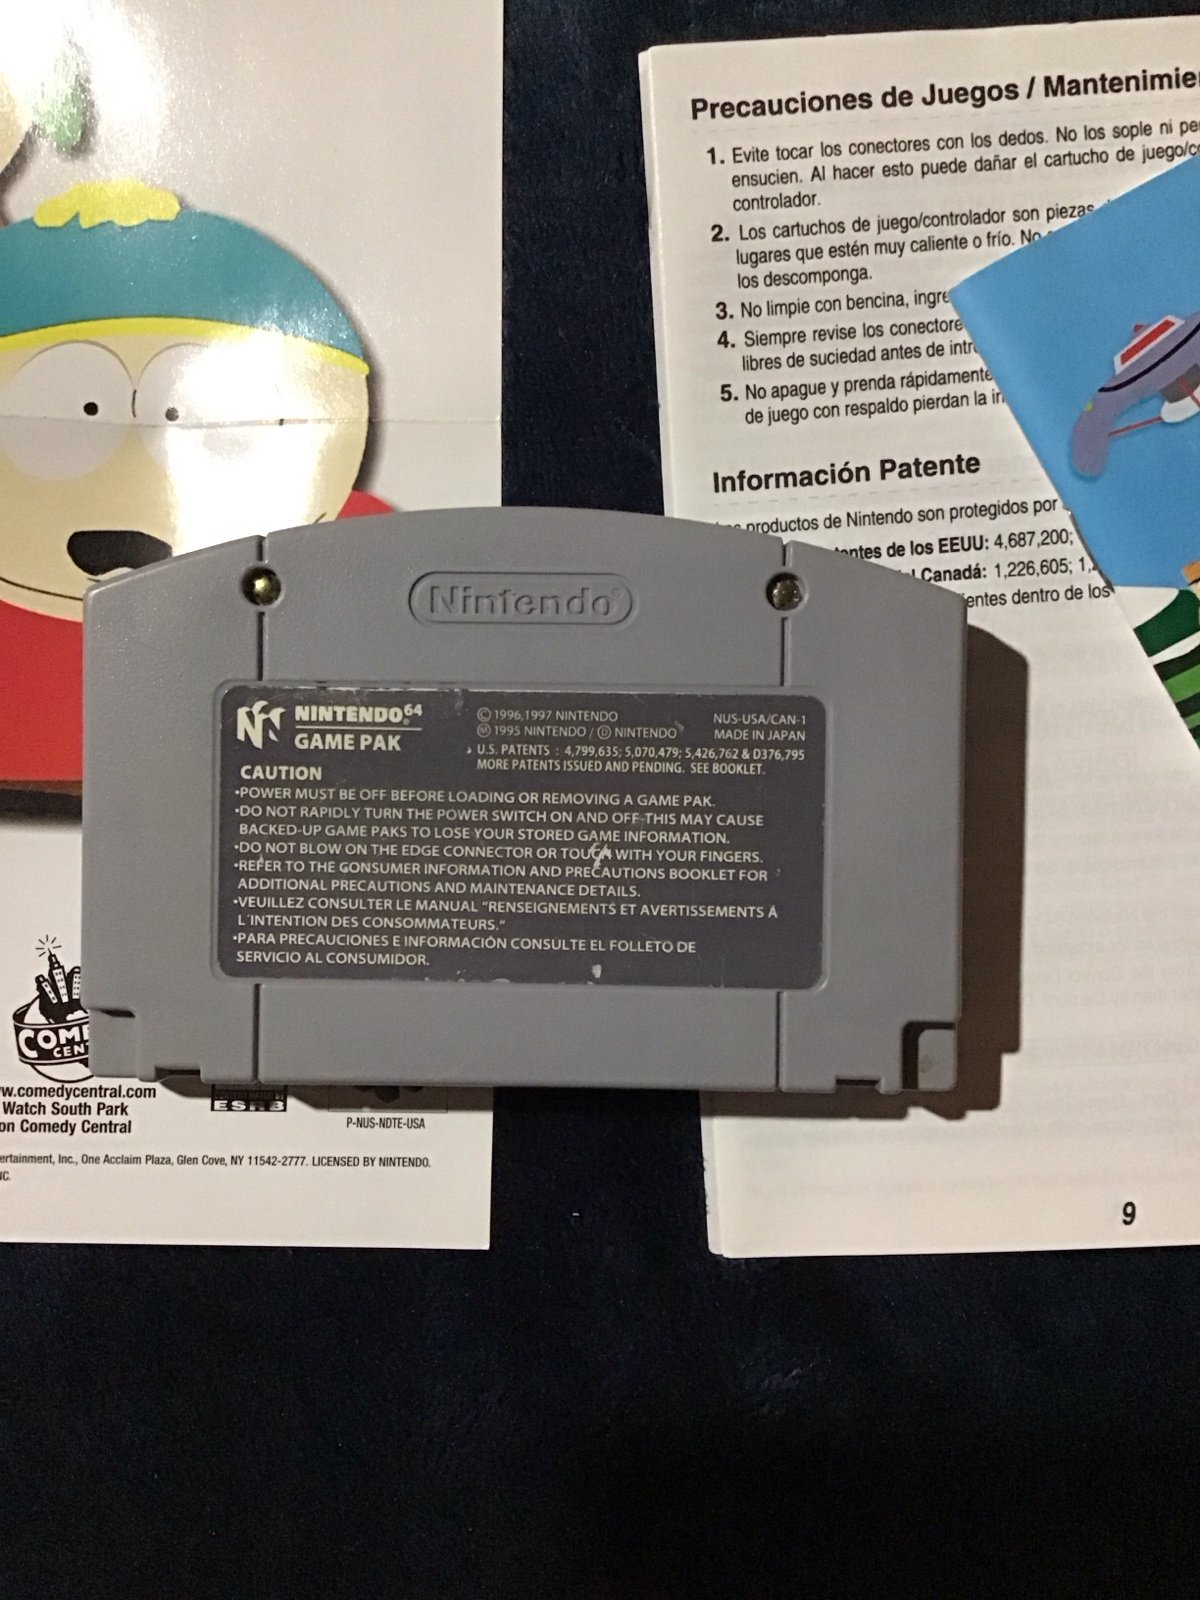 Precauciones de Juegos / Mantenimie
1. Evite tocar los conectores con los dedos. No los sople ni
ensucien. Al hacer esto puede dañar el cartucho de juego/
controlador.
2. Los cartuchos de juego/controlador son piezas
lugares que estén muy caliente o frío. No
los descomponga.
3. No limpie con bencina,
4. Siempre revise los
libres de suciedad antes de
5. No apague y prenda rápidamente
de juego con respaldo pierdan la
Información Patente
productos de Nintendo son protegidos por
de los EEUU: 4,687,200;
Canadá: 1,226,605; 1,
dentro de los
9
Nintendo
NINTENDO64
GAME PAK
©1996,1997 NINTENDO
Ⓜ1995 NINTENDO / Ⓓ NINTENDO
NUS-USA/CAN-1
MADE IN JAPAN
U.S. PATENTS : 4,799,635; 5,070,479; 5,426,762 & D376,795
MORE PATENTS ISSUED AND PENDING. SEE BOOKLET.
CAUTION
•POWER MUST BE OFF BEFORE LOADING OR REMOVING A GAME PAK.
•DO NOT RAPIDLY TURN THE POWER SWITCH ON AND OFF-THIS MAY CAUSE
BACKED-UP GAME PAKS TO LOSE YOUR STORED GAME INFORMATION.
•DO NOT BLOW ON THE EDGE CONNECTOR OR TOUCH WITH YOUR FINGERS.
•REFER TO THE CONSUMER INFORMATION AND PRECAUTIONS BOOKLET FOR
ADDITIONAL PRECAUTIONS AND MAINTENANCE DETAILS.
•VEUILLEZ CONSULTER LE MANUAL "RENSEIGNEMENTS ET AVERTISSEMENTS À
L'INTENTION DES CONSOMMATEURS."
•PARA PRECAUCIONES E INFORMACIÓN CONSULTE EL FOLLETO DE
SERVICIO AL CONSUMIDOR.
COME
CEN
w.comedycentral.com
Watch South Park
on Comedy Central
ESRB
P-NUS-NDTE-USA
ertainment, Inc., One Acclaim Plaza, Glen Cove, NY 11542-2777. LICENSED BY NINTENDO.